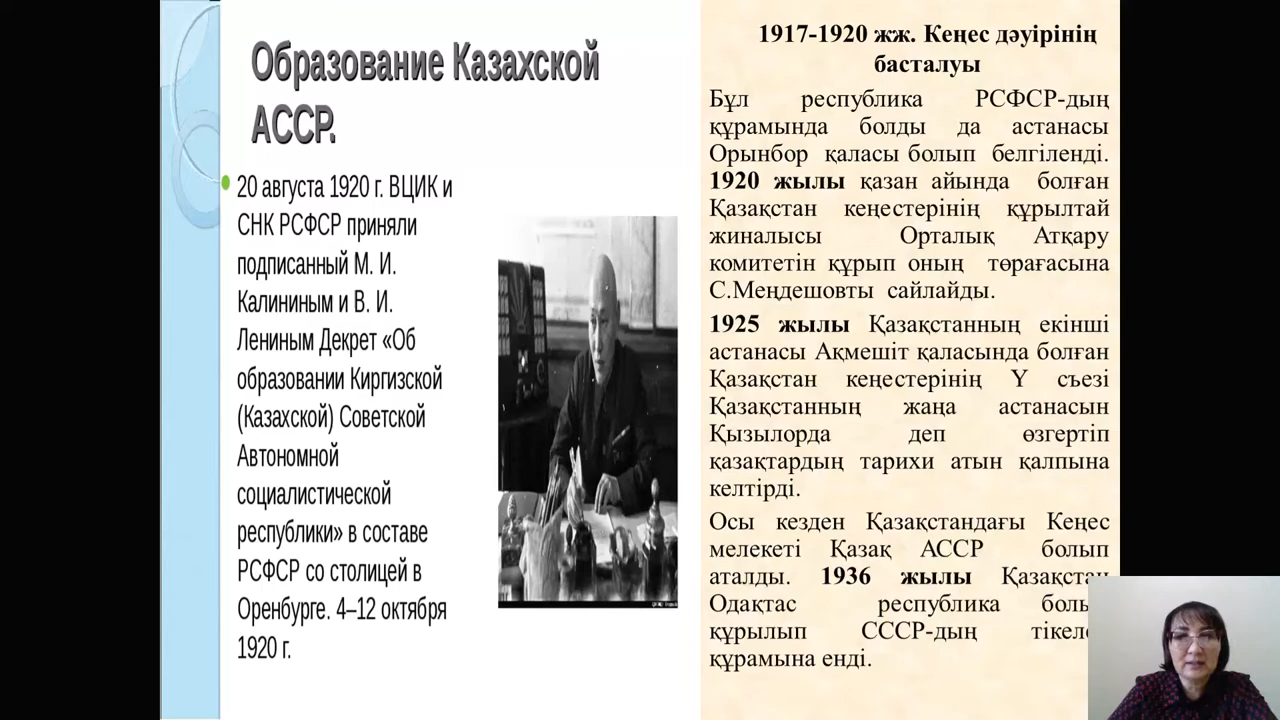 Образование Казахской
АССР.
20 августа 1920 г. ВЦИК и
СНК РСФСР приняли
подписанный М. И.
Калининым и В. И.
Лениным Декрет «Об
образовании Киргизской
(Казахской) Советской
Автономной
социалистической
республики» в составе
РСФСР со столицей в
Оренбурге. 4–12 октября
1920 г.
1917-1920 жж. Кеңес дәуірінің
басталуы
Бұл республика РСФСР-дың
құрамында болды да астанасы
Орынбор қаласы болып белгіленді.
1920 жылы қазан айында болған
Қазақстан кеңестерінің құрылтай
жиналысы Орталық Атқару
комитетін құрып оның төрағасына
С.Меңдешовты сайлайды.
1925 жылы Қазақстанның екінші
астанасы Ақмешіт қаласында болған
Қазақстан кеңестерінің Ү съезі
Қазақстанның жаңа астанасын
Қызылорда деп өзгертіп
қазақтардың тарихи атын қалпына
келтірді.
Осы кезден Қазақстандағы Кеңес
мелекеті Қазақ АССР болып
аталды. 1936 жылы Қазақстан
Одақтас республика
құрылып СССР-дың
құрамына енді.